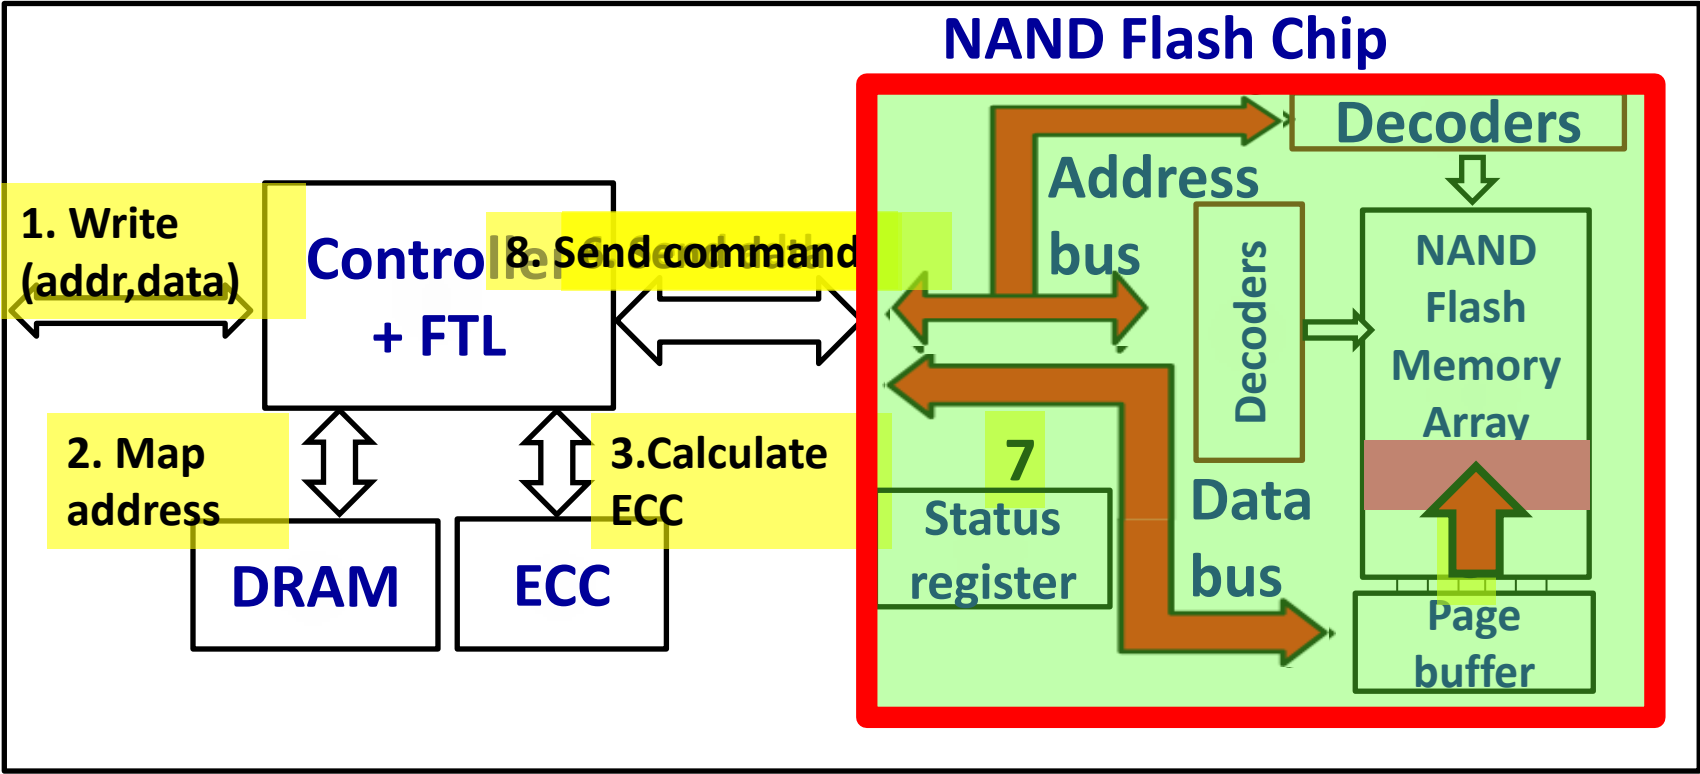 NAND Flash Chip
Decoders
Address
bus
1. Write
(addr,data)
Controller
+ FTL
8. Send command
Decoders
NAND
Flash
Memory
Array
2. Map
address
3.Calculate
ECC
7
Status
register
Data
bus
DRAM
ECC
Page
buffer